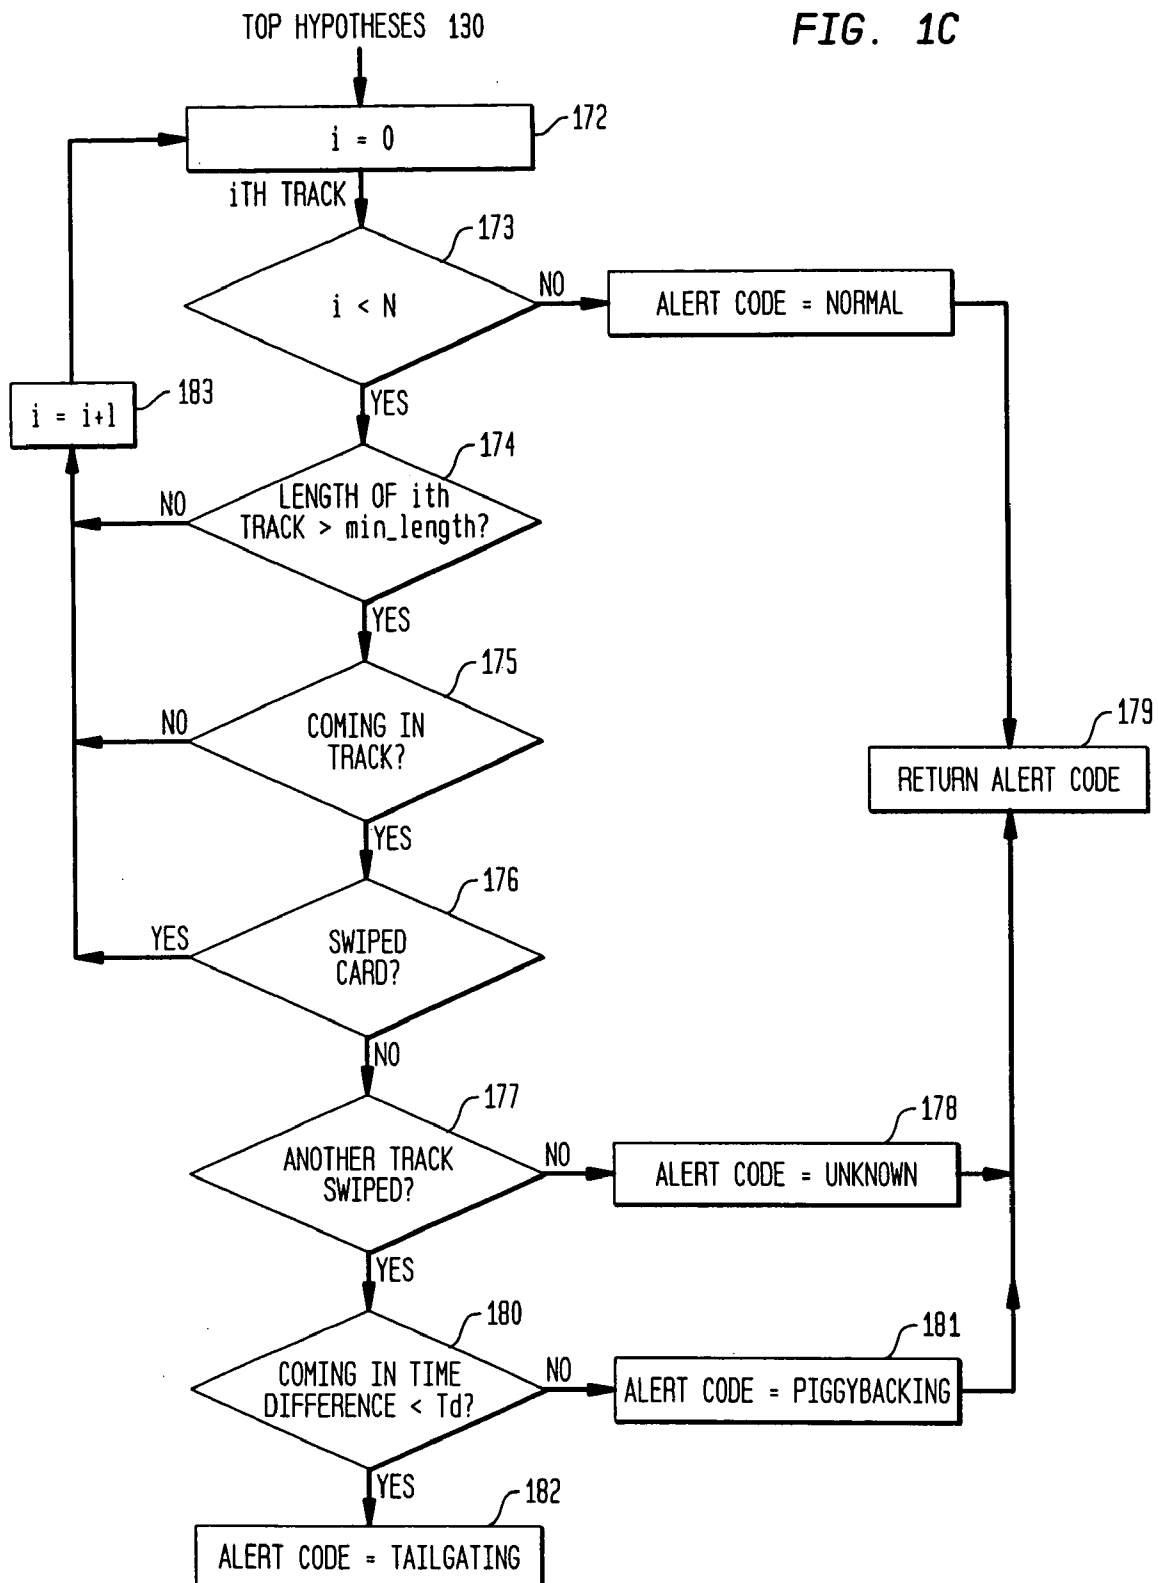 TOP HYPOTHESES 130
FIG. 1C
i = 0
172
iTH TRACK
173
i < N
NO
ALERT CODE = NORMAL
183
i = i+1
YES
174
LENGTH OF ith
TRACK > min_length?
NO
YES
175
COMING IN
TRACK?
NO
179
RETURN ALERT CODE
YES
176
SWIPED
CARD?
YES
NO
177
ANOTHER TRACK
SWIPED?
NO
178
ALERT CODE = UNKNOWN
YES
180
COMING IN TIME
DIFFERENCE < Td?
NO
181
ALERT CODE = PIGGYBACKING
YES
182
ALERT CODE = TAILGATING